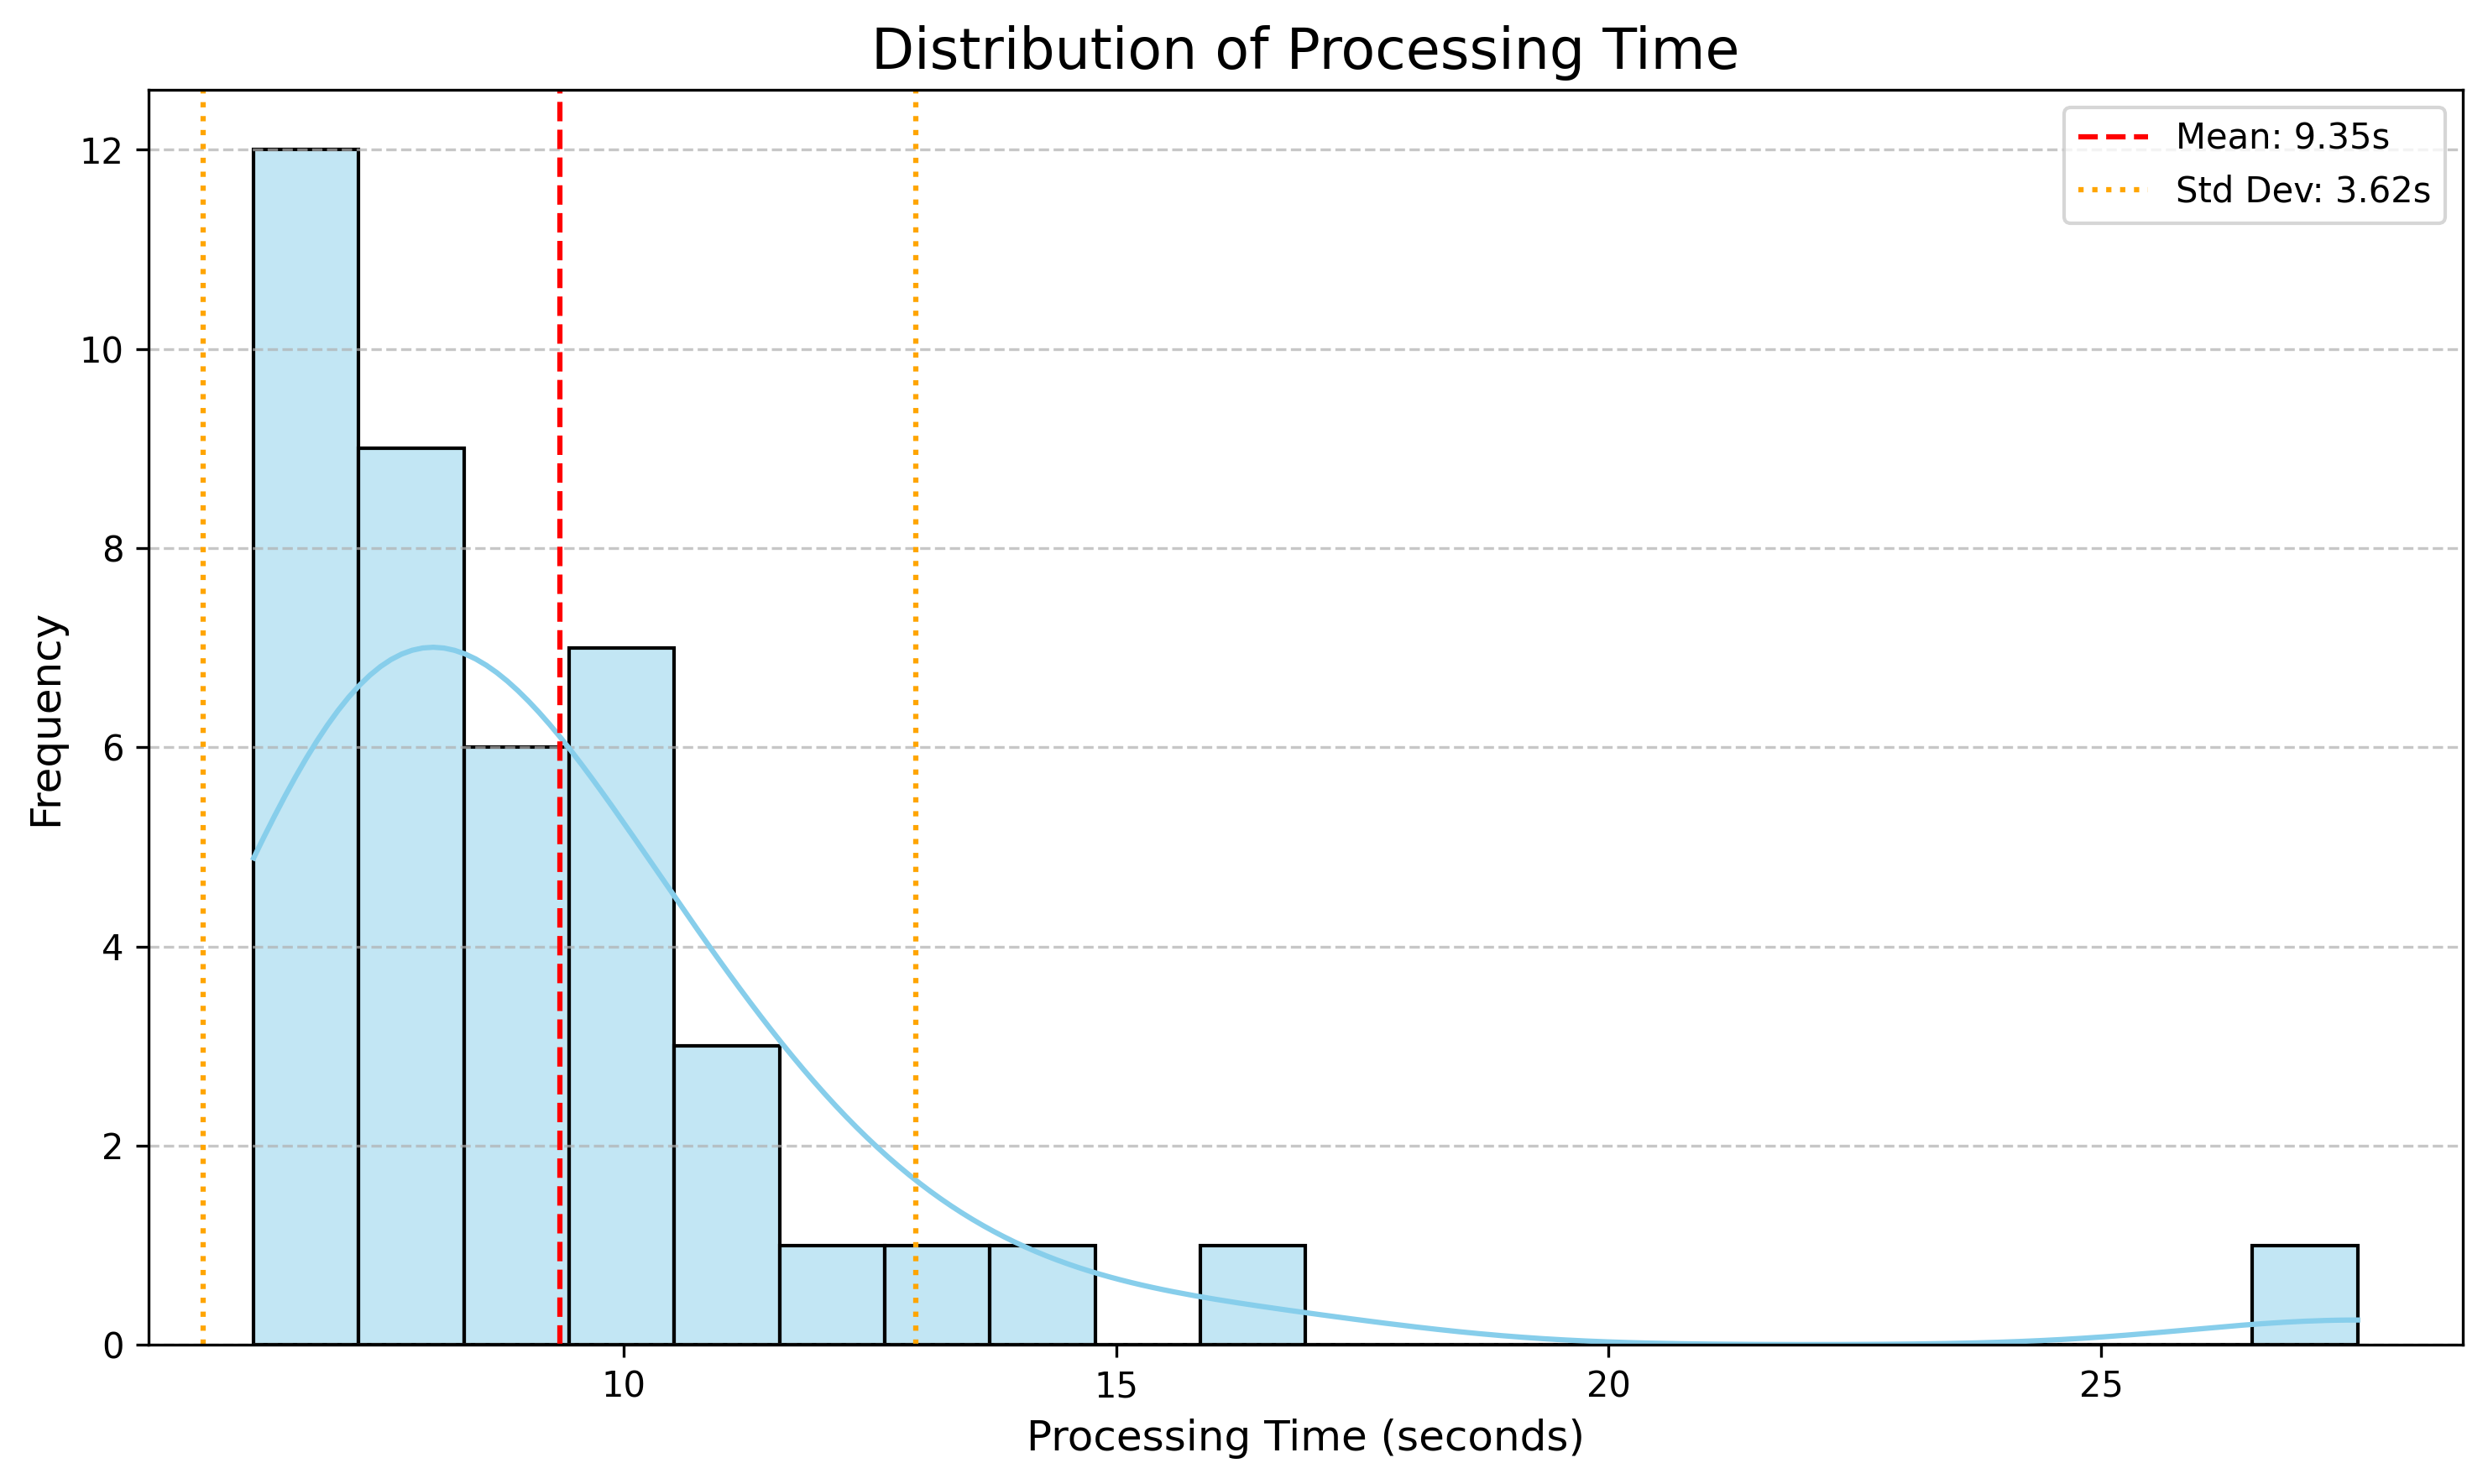 Distribution of Processing Time
Mean: 9.35s
Std Dev: 3.62s
12
10
8
6
4
2
0
Frequency
10
15
20
25
Processing Time (seconds)